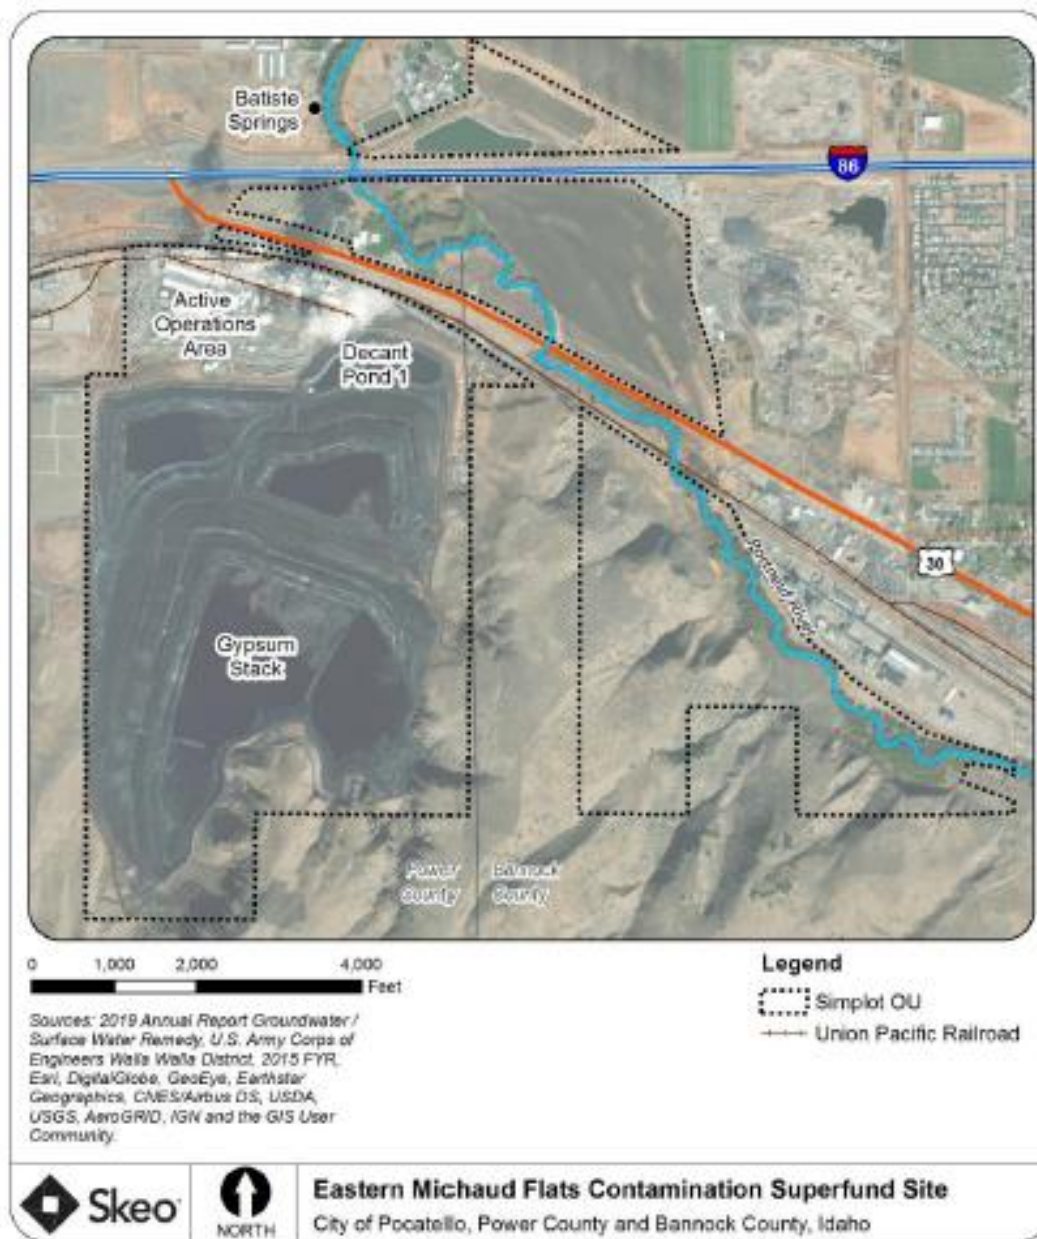 Batiste
Springs
86
Active
Operations
Area
Decant
Pond 1
30
Portneuf River
Gypsum
Stack
Power
County
Bannock
County
0 1,000 2,000 4,000
Feet
Legend
Simplot OU
Union Pacific Railroad
Sources: 2019 Annual Report Groundwater /
Surface Water Remedy, U.S. Army Corps of
Engineers Walla Walla District, 2015 FYR,
Esri, DigitalGlobe, GeoEye, Earthstar
Geographics, CNES/Airbus DS, USDA,
USGS, AeroGRID, IGN and the GIS User
Community.
Skeo
NORTH
Eastern Michaud Flats Contamination Superfund Site
City of Pocatello, Power County and Bannock County, Idaho